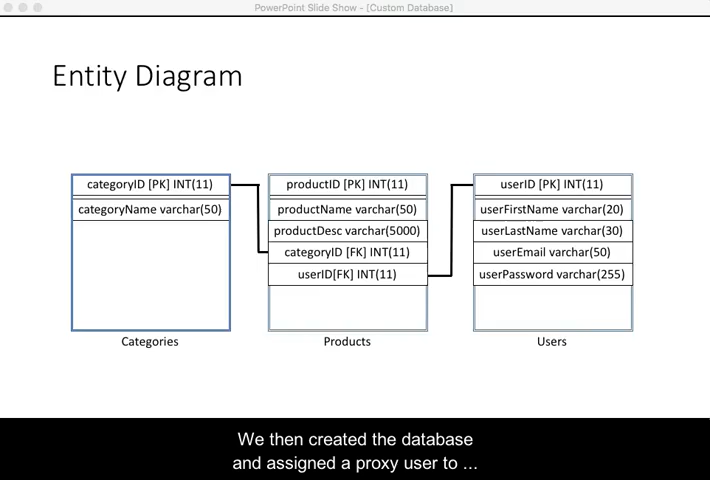 PowerPoint Slide Show - [Custom Database]
Entity Diagram
categoryID [PK] INT(11)
categoryName varchar(50)
Categories
productID [PK] INT(11)
productName varchar(50)
productDesc varchar(5000)
categoryID [FK] INT(11)
userID[FK] INT(11)
Products
userID [PK] INT(11)
userFirstName varchar(20)
userLastName varchar(30)
userEmail varchar(50)
userPassword varchar(255)
Users
We then created the database
and assigned a proxy user to ...